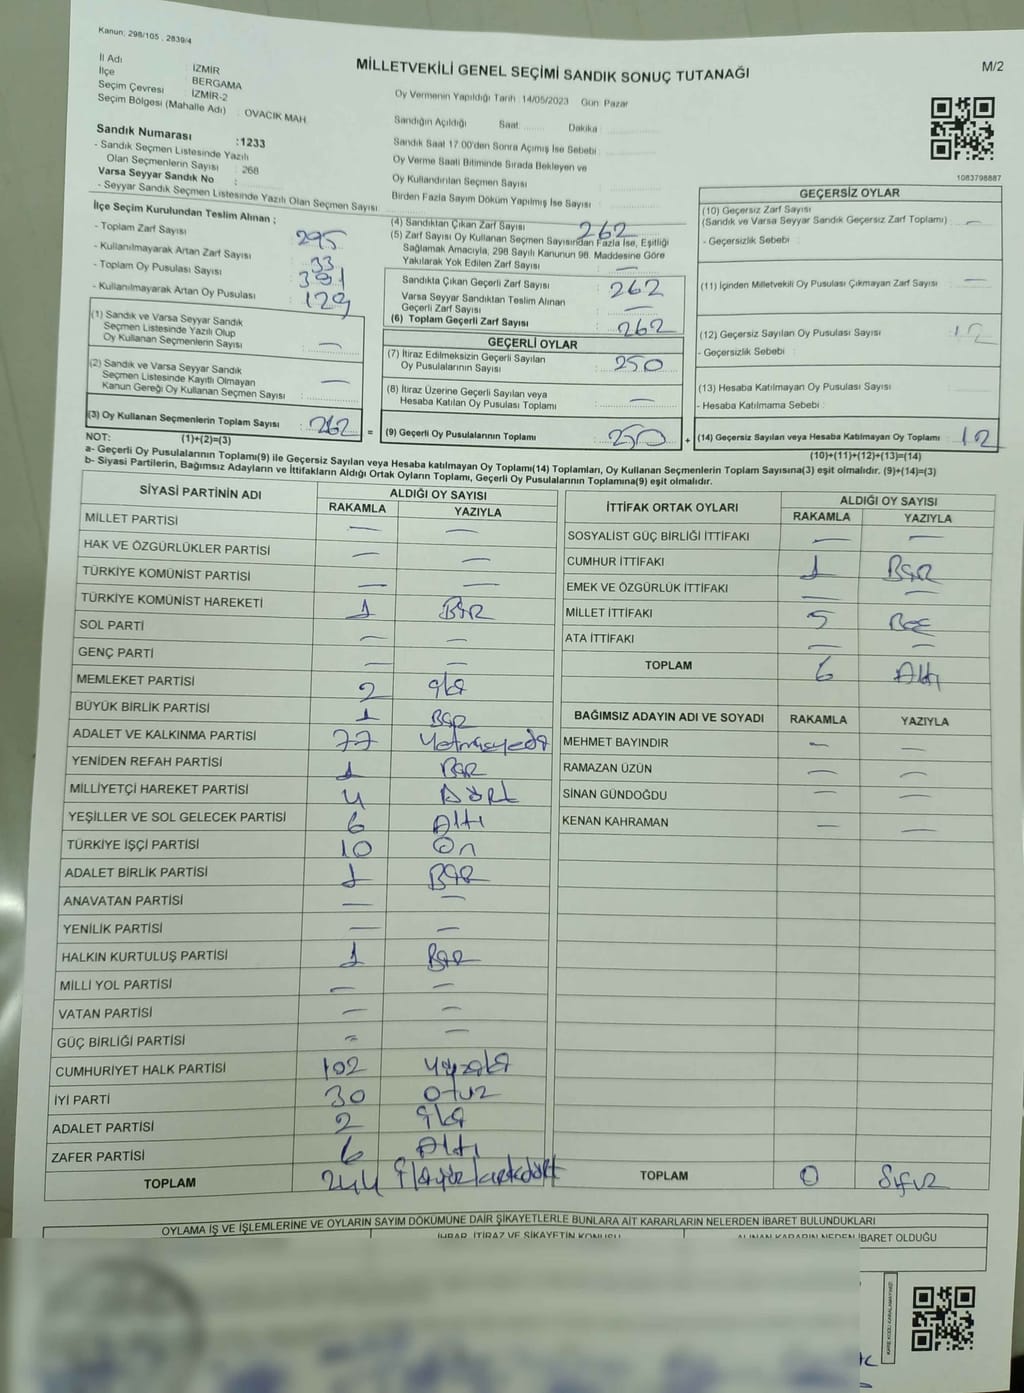 Kanun: 298/105 , 2839/4
M/2
MİLLETVEKİLİ GENEL SEÇİMİ SANDIK SONUÇ TUTANAĞI
İl Adı : İZMİR
İlçe : BERGAMA
Seçim Çevresi : İZMİR-2
Seçim Bölgesi (Mahalle Adı) : OVACIK MAH
Sandık Numarası :1233
- Sandık Seçmen Listesinde Yazılı
Olan Seçmenlerin Sayısı : 268
Varsa Seyyar Sandık No :
- Seyyar Sandık Seçmen Listesinde Yazılı Olan Seçmen Sayısı:
Oy Vermenin Yapıldığı Tarih :14/05/2023 Gün: Pazar
Sandığın Açıldığı Saat: Dakika:
Sandık Saat 17:00'den Sonra Açımış İse Sebebi :
Oy Verme Saati Bitiminde Sırada Bekleyen ve
Oy Kullandırılan Seçmen Sayısı :
Birden Fazla Sayım Döküm Yapılmış İse Sayısı :
1083798887
İlçe Seçim Kurulundan Teslim Alınan ;
- Toplam Zarf Sayısı : 295
- Kullanılmayarak Artan Zarf Sayısı : 33
- Toplam Oy Pusulası Sayısı : 391
- Kullanılmayarak Artan Oy Pusulası : 129
(1) Sandık ve Varsa Seyyar Sandık
Seçmen Listesinde Yazılı Olup
Oy Kullanan Seçmenlerin Sayısı : —
(2) Sandık ve Varsa Seyyar Sandık
Seçmen Listesinde Kayıtlı Olmayan
Kanun Gereği Oy Kullanan Seçmen Sayısı : —
(3) Oy Kullanan Seçmenlerin Toplam Sayısı : 262 =
(4) Sandıktan Çıkan Zarf Sayısı : 262
(5) Zarf Sayısı Oy Kullanan Seçmen Sayısından Fazla İse, Eşitliği
Sağlamak Amacıyla, 298 Sayılı Kanunun 98. Maddesine Göre
Yakılarak Yok Edilen Zarf Sayısı : —
Sandıkta Çıkan Geçerli Zarf Sayısı : 262
Varsa Seyyar Sandıktan Teslim Alınan
Geçerli Zarf Sayısı : —
(6) Toplam Geçerli Zarf Sayısı : 262
GEÇERLİ OYLAR
(7) İtiraz Edilmeksizin Geçerli Sayılan
Oy Pusulalarının Sayısı : 250
(8) İtiraz Üzerine Geçerli Sayılan veya
Hesaba Katılan Oy Pusulası Toplamı : —
(9) Geçerli Oy Pusulalarının Toplamı : 250 +
GEÇERSİZ OYLAR
(10) Geçersiz Zarf Sayısı
(Sandık ve Varsa Seyyar Sandık Geçersiz Zarf Toplamı) : —
- Geçersizlik Sebebi :
(11) İçinden Milletvekili Oy Pusulası Çıkmayan Zarf Sayısı : —
(12) Geçersiz Sayılan Oy Pusulası Sayısı : 12
- Geçersizlik Sebebi :
(13) Hesaba Katılmayan Oy Pusulası Sayısı :
- Hesaba Katılmama Sebebi :
(14) Geçersiz Sayılan veya Hesaba Katılmayan Oy Toplamı : 12
NOT: (1)+(2)=(3) (10)+(11)+(12)+(13)=(14)
a- Geçerli Oy Pusulalarının Toplamı(9) ile Geçersiz Sayılan veya Hesaba katılmayan Oy Toplamı(14) Toplamları, Oy Kullanan Seçmenlerin Toplam Sayısına(3) eşit olmalıdır. (9)+(14)=(3)
b- Siyasi Partilerin, Bağımsız Adayların ve İttifakların Aldığı Ortak Oyların Toplamı, Geçerli Oy Pusulalarının Toplamına(9) eşit olmalıdır.
SİYASİ PARTİNİN ADI ALDIĞI OY SAYISI
RAKAMLA YAZIYLA
MİLLET PARTİSİ — —
HAK VE ÖZGÜRLÜKLER PARTİSİ — —
TÜRKİYE KOMÜNİST PARTİSİ — —
TÜRKİYE KOMÜNİST HAREKETİ 1 Bir
SOL PARTİ — —
GENÇ PARTİ — —
MEMLEKET PARTİSİ 2 iki
BÜYÜK BİRLİK PARTİSİ 1 Bir
ADALET VE KALKINMA PARTİSİ 77 Yetmişyedi
YENİDEN REFAH PARTİSİ 1 Bir
MİLLİYETÇİ HAREKET PARTİSİ 4 Dört
YEŞİLLER VE SOL GELECEK PARTİSİ 6 Altı
TÜRKİYE İŞÇİ PARTİSİ 10 On
ADALET BİRLİK PARTİSİ 1 Bir
ANAVATAN PARTİSİ — —
YENİLİK PARTİSİ — —
HALKIN KURTULUŞ PARTİSİ 1 Bir
MİLLİ YOL PARTİSİ — —
VATAN PARTİSİ — —
GÜÇ BİRLİĞİ PARTİSİ — —
CUMHURİYET HALK PARTİSİ 102 Yüziki
İYİ PARTİ 30 Otuz
ADALET PARTİSİ 2 iki
ZAFER PARTİSİ 6 Altı
TOPLAM 244 ikiyüzkırkdört
İTTİFAK ORTAK OYLARI ALDIĞI OY SAYISI
RAKAMLA YAZIYLA
SOSYALİST GÜÇ BİRLİĞİ İTTİFAKI — —
CUMHUR İTTİFAKI 1 Bir
EMEK VE ÖZGÜRLÜK İTTİFAKI — —
MİLLET İTTİFAKI 5 Beş
ATA İTTİFAKI — —
TOPLAM 6 Altı
BAĞIMSIZ ADAYIN ADI VE SOYADI RAKAMLA YAZIYLA
MEHMET BAYINDIR — —
RAMAZAN ÜZÜN — —
SİNAN GÜNDOĞDU — —
KENAN KAHRAMAN — —
TOPLAM 0 Sıfır
OYLAMA İŞ VE İŞLEMLERİNE VE OYLARIN SAYIM DÖKÜMÜNE DAİR ŞİKAYETLERLE BUNLARA AİT KARARLARIN NELERDEN İBARET BULUNDUKLARI
İHBAR, İTİRAZ VE ŞİKAYETİN KONUSU ALINAN KARARIN NEDEN İBARET OLDUĞU